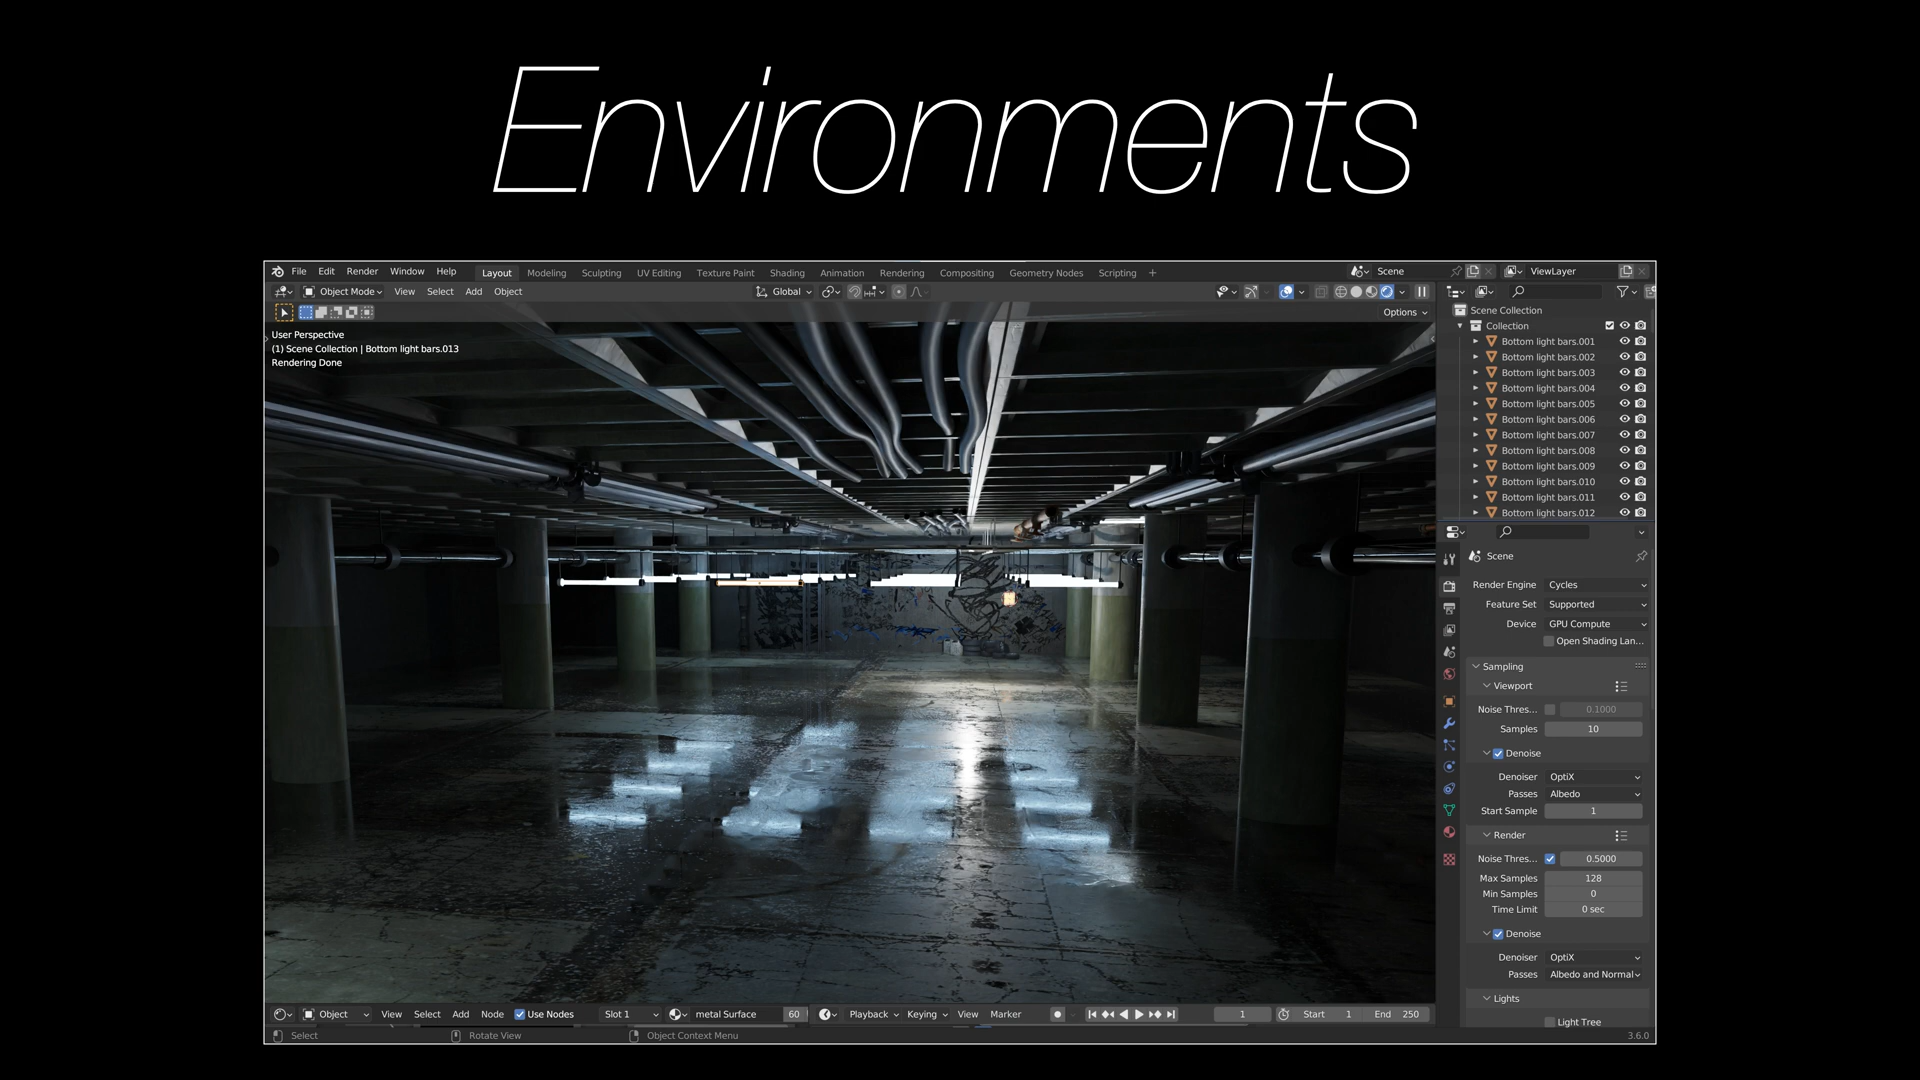 Environments
File Edit Render Window Help Layout Modeling Sculpting UV Editing Texture Paint Shading Animation Rendering Compositing Geometry Nodes Scripting + Scene ViewLayer
Object Mode View Select Add Object Global
Options
User Perspective
(1) Scene Collection | Bottom light bars.013
Rendering Done
Scene Collection
Collection
Bottom light bars.001
Bottom light bars.002
Bottom light bars.003
Bottom light bars.004
Bottom light bars.005
Bottom light bars.006
Bottom light bars.007
Bottom light bars.008
Bottom light bars.009
Bottom light bars.010
Bottom light bars.011
Bottom light bars.012
Scene
Render Engine Cycles
Feature Set Supported
Device GPU Compute
Open Shading Lan...
Sampling
Viewport
Noise Thres... 0.1000
Samples 10
Denoise
Denoiser OptiX
Passes Albedo
Start Sample 1
Render
Noise Thres... 0.5000
Max Samples 128
Min Samples 0
Time Limit 0 sec
Denoise
Denoiser OptiX
Passes Albedo and Normal
Lights
Light Tree
Object View Select Add Node Use Nodes Slot 1 metal Surface 60 Playback Keying View Marker 1 Start 1 End 250
Select Rotate View Object Context Menu 3.6.0